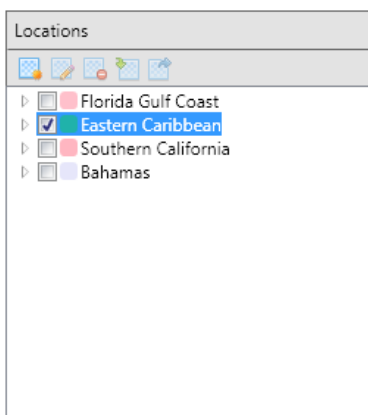 Locations
Florida Gulf Coast
Eastern Caribbean
Southern California
Bahamas